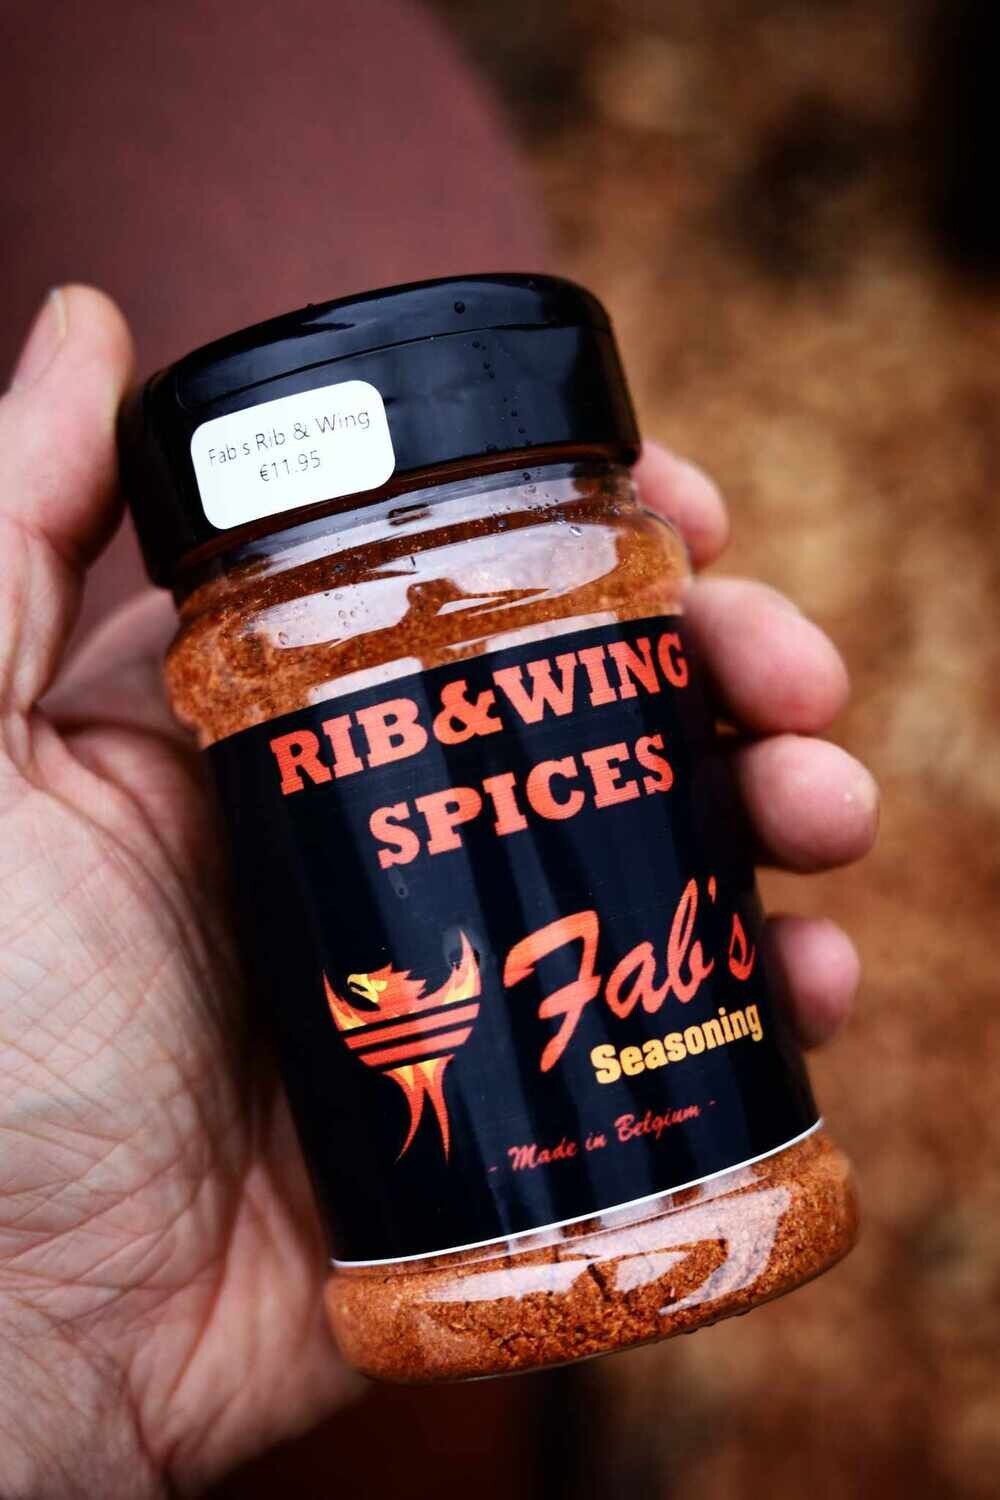 Fab's Rib & Wing
€11.95
RIB&WING
SPICES
Fab's
Seasoning
- Made in Belgium -